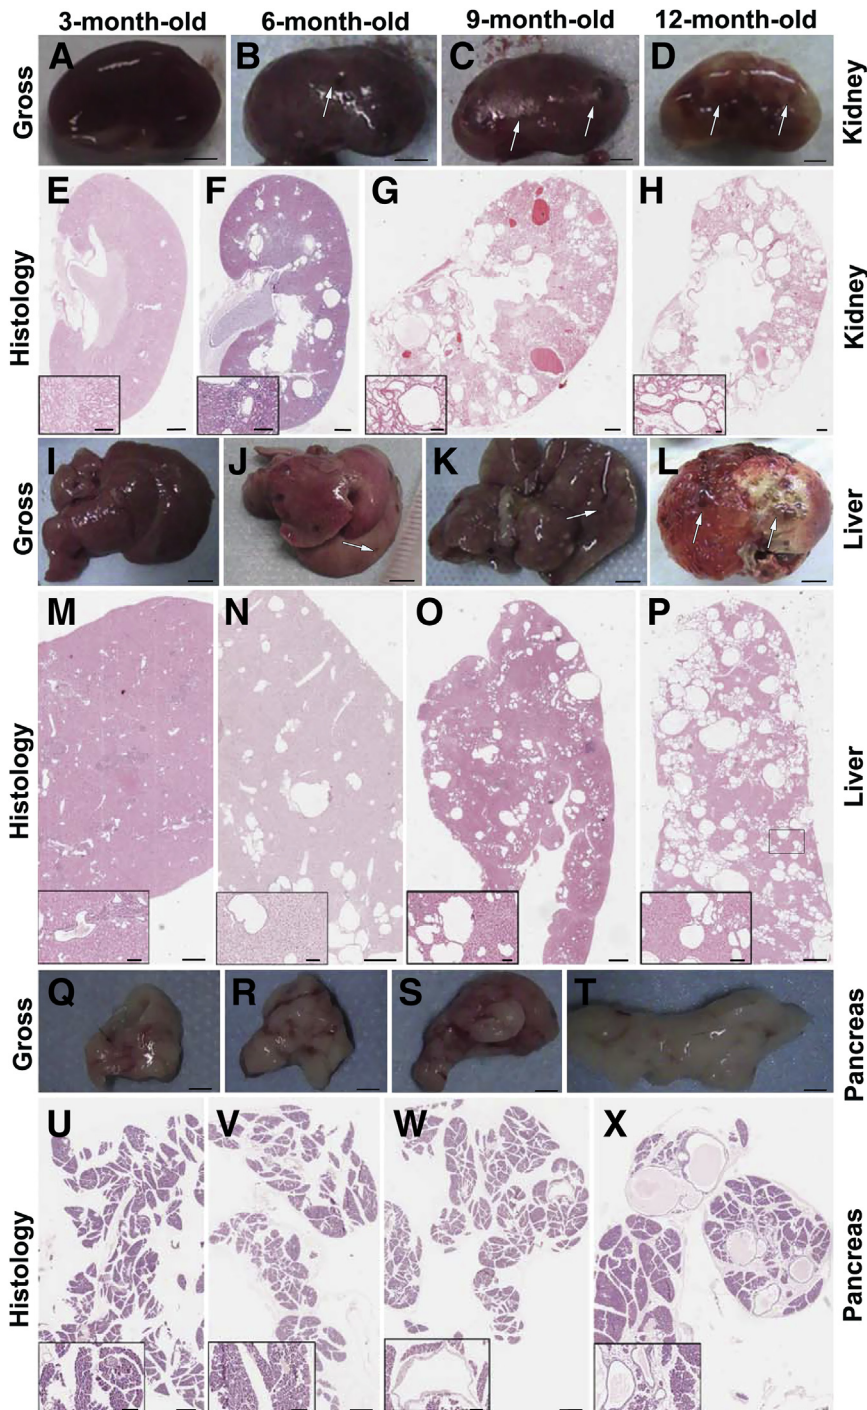 3-month-old 6-month-old 9-month-old 12-month-old
Gross A B C D Kidney
Histology E F G H Kidney
Gross I J K L Liver
Histology M N O P Liver
Gross Q R S T Pancreas
Histology U V W X Pancreas